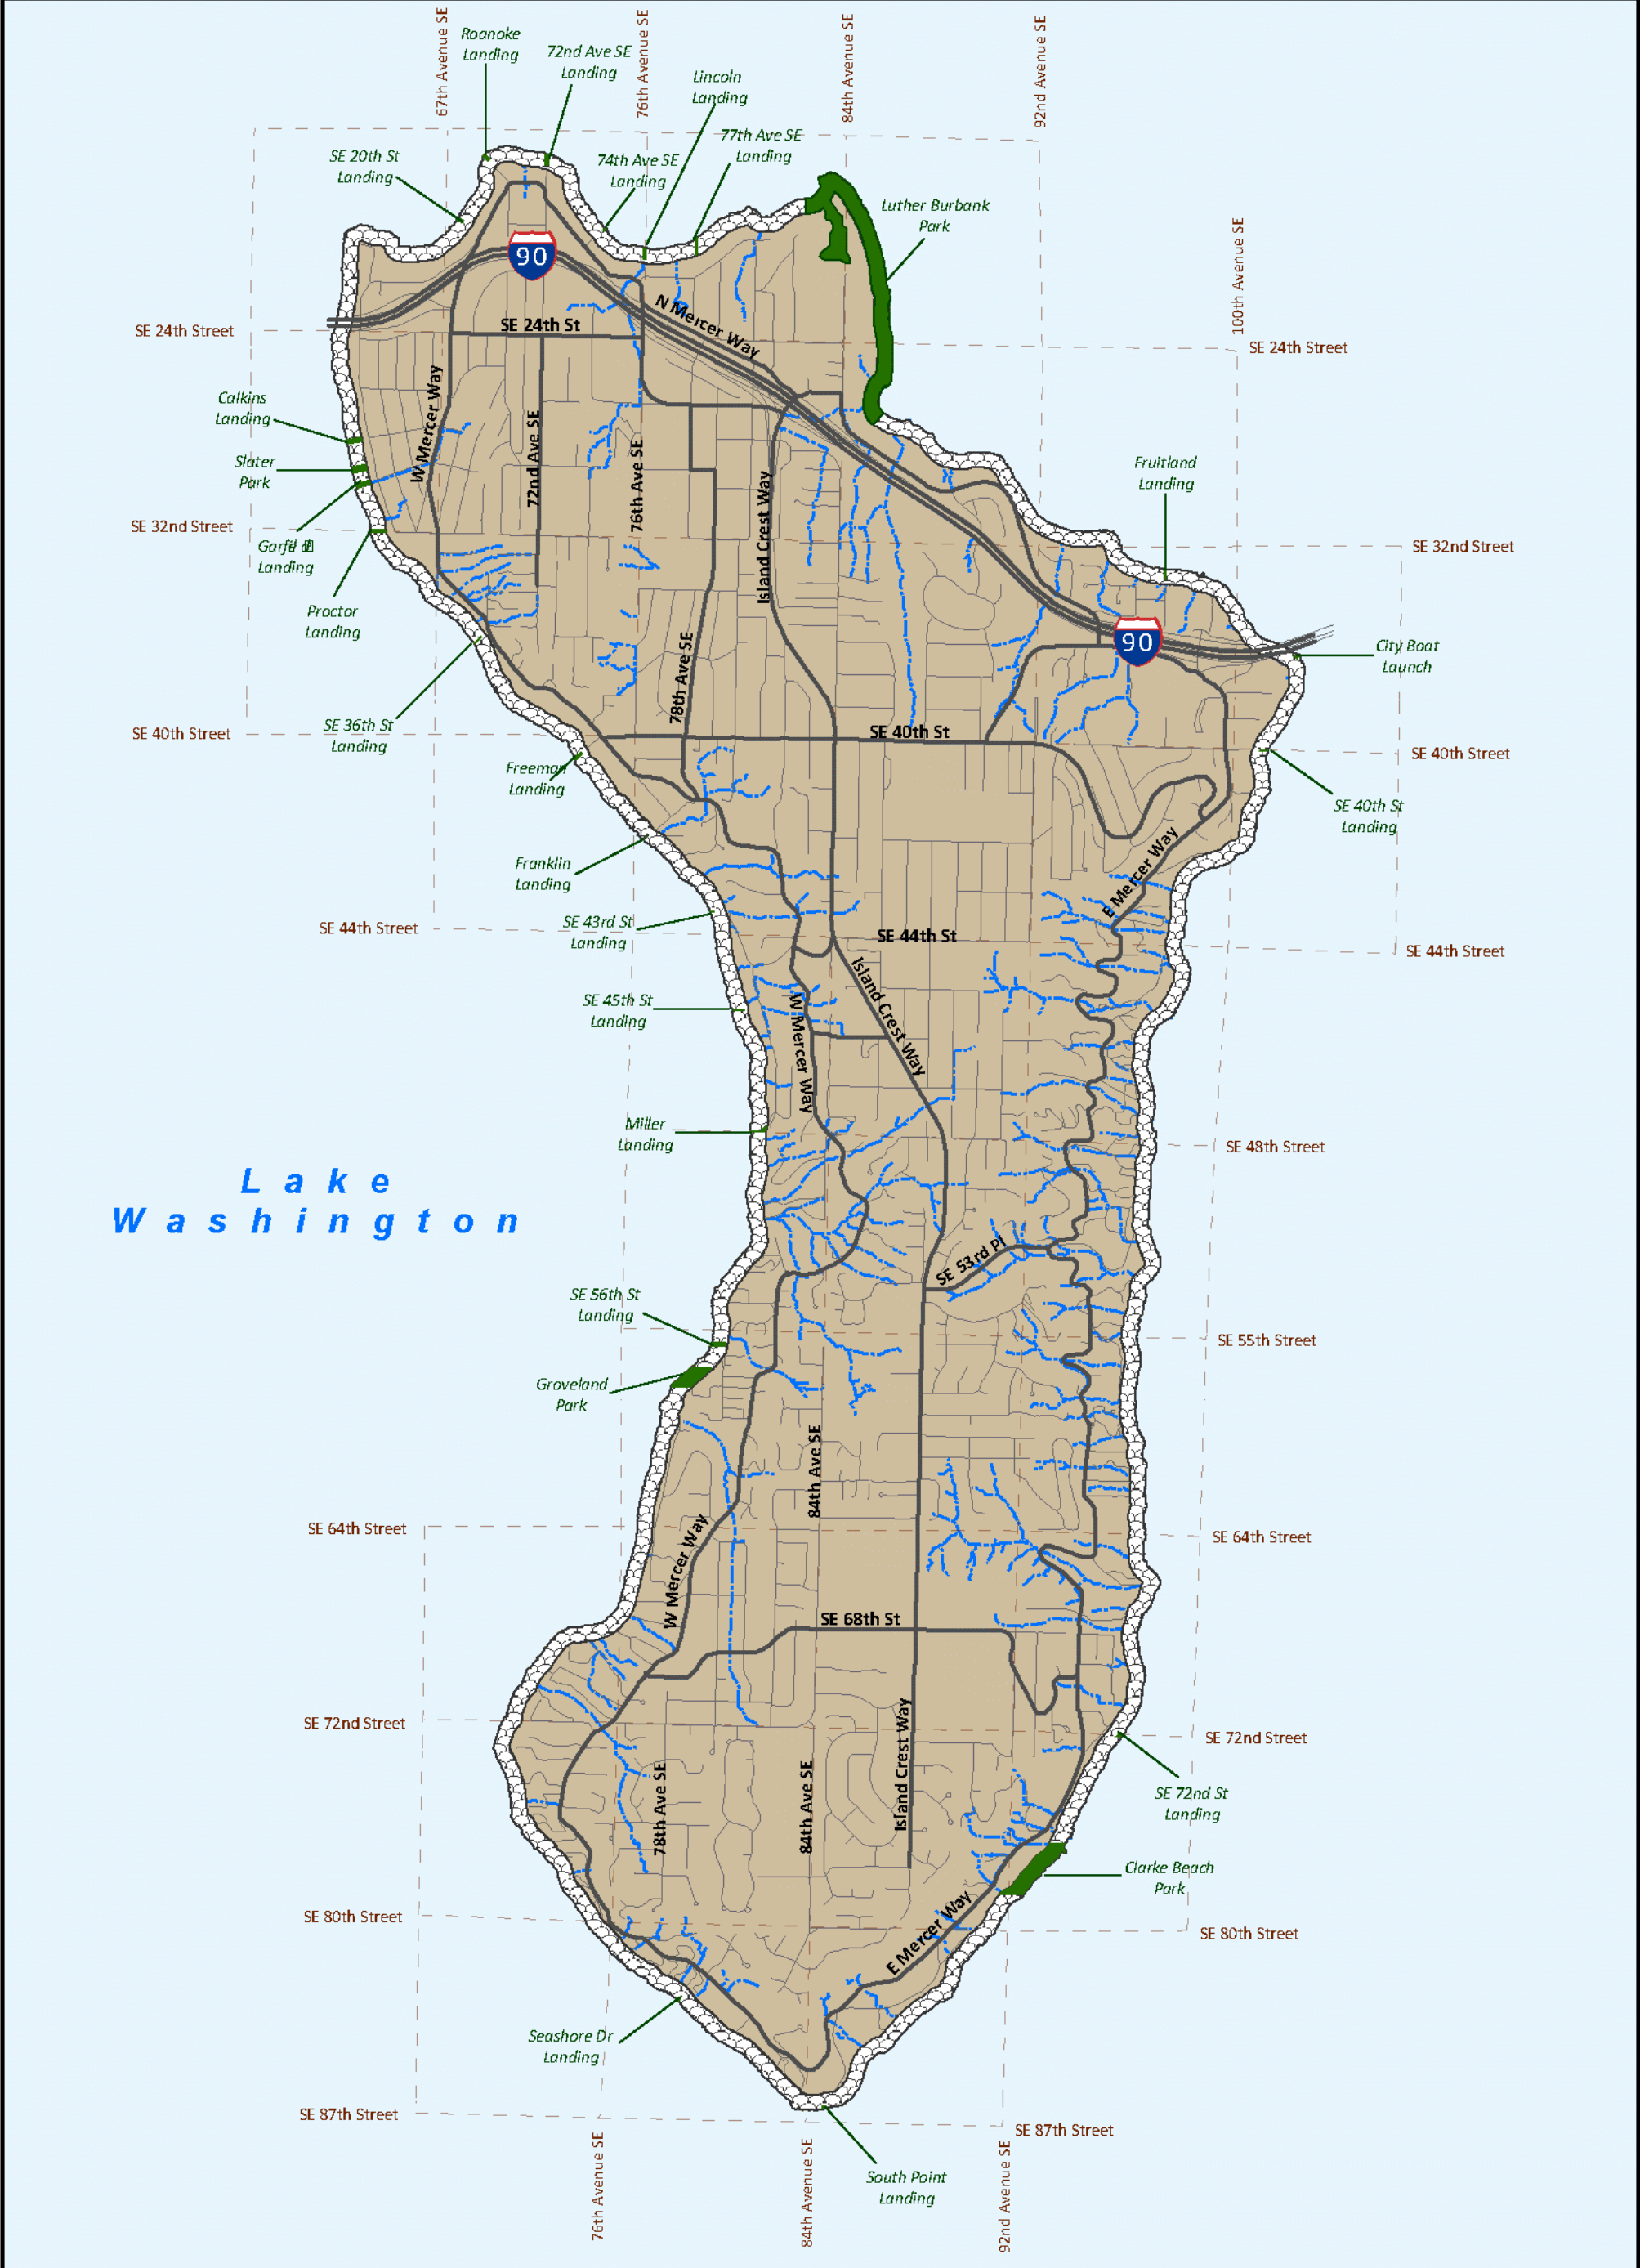 67th Avenue SE
76th Avenue SE
84th Avenue SE
92nd Avenue SE
100th Avenue SE
Roanoke
Landing
72nd Ave SE
Landing
Lincoln
Landing
77th Ave SE
Landing
74th Ave SE
Landing
SE 20th St
Landing
Luther Burbank
Park
90
N Mercer Way
SE 24th St
SE 24th Street
SE 24th Street
Calkins
Landing
W Mercer Way
72nd Ave SE
76th Ave SE
Island Crest Way
Slater
Park
Fruitland
Landing
SE 32nd Street
SE 32nd Street
Landing
Proctor
Landing
90
City Boat
Launch
78th Ave SE
SE 36th St
Landing
SE 40th Street
SE 40th St
SE 40th Street
Freeman
Landing
SE 40th St
Landing
E Mercer Way
Franklin
Landing
SE 43rd St
Landing
SE 44th Street
SE 44th St
SE 44th Street
Island Crest Way
SE 45th St
Landing
W Mercer Way
Miller
Landing
SE 48th Street
Lake
Washington
SE 53rd Pl
SE 56th St
Landing
SE 55th Street
Groveland
Park
84th Ave SE
SE 64th Street
SE 64th Street
W Mercer Way
SE 68th St
SE 72nd Street
SE 72nd Street
Island Crest Way
78th Ave SE
84th Ave SE
SE 72nd St
Landing
Clarke Beach
Park
E Mercer Way
SE 80th Street
SE 80th Street
Seashore Dr
Landing
SE 87th Street
SE 87th Street
South Point
Landing
76th Avenue SE
84th Avenue SE
92nd Avenue SE